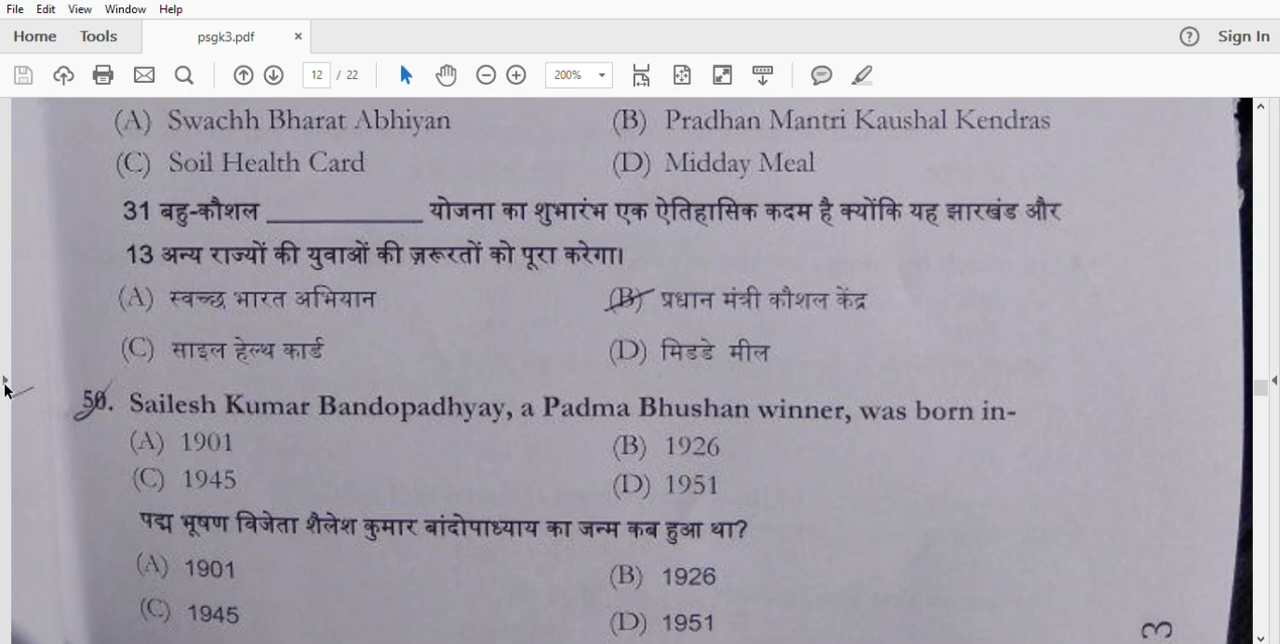 File Edit View Window Help
Home Tools psgk3.pdf × ? Sign In
12 / 22 200%
(A) Swachh Bharat Abhiyan (B) Pradhan Mantri Kaushal Kendras
(C) Soil Health Card (D) Midday Meal
31 बहु-कौशल ____________ योजना का शुभारंभ एक ऐतिहासिक कदम है क्योंकि यह झारखंड और
13 अन्य राज्यों की युवाओं की ज़रूरतों को पूरा करेगा।
(A) स्वच्छ भारत अभियान (B) प्रधान मंत्री कौशल केंद्र
(C) साइल हेल्थ कार्ड (D) मिडडे मील
50. Sailesh Kumar Bandopadhyay, a Padma Bhushan winner, was born in-
(A) 1901 (B) 1926
(C) 1945 (D) 1951
पद्म भूषण विजेता शैलेश कुमार बांदोपाध्याय का जन्म कब हुआ था?
(A) 1901 (B) 1926
(C) 1945 (D) 1951
3